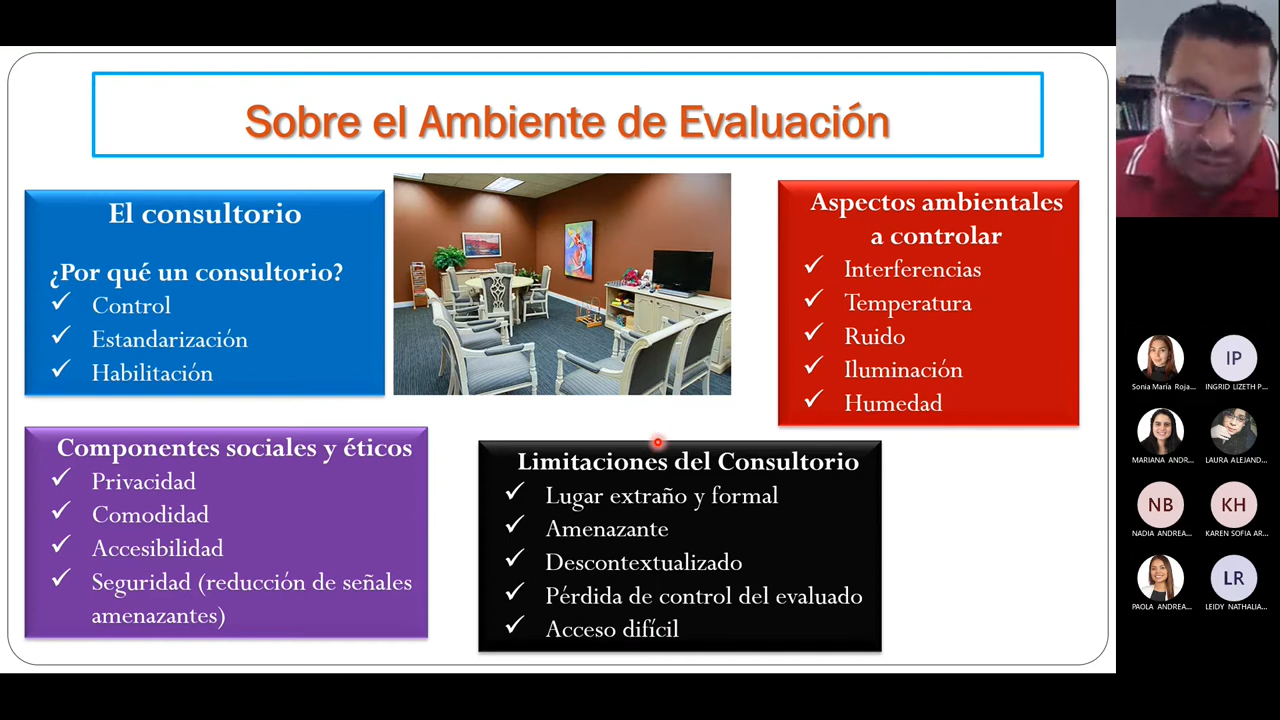 Sobre el Ambiente de Evaluación
El consultorio
¿Por qué un consultorio?
Control
Estandarización
Habilitación
Aspectos ambientales
a controlar
Interferencias
Temperatura
Ruido
Iluminación
Humedad
Componentes sociales y éticos
Privacidad
Comodidad
Accesibilidad
Seguridad (reducción de señales
amenazantes)
Limitaciones del Consultorio
Lugar extraño y formal
Amenazante
Descontextualizado
Pérdida de control del evaluado
Acceso difícil
IP
Sonia María Roja...
INGRID LIZETH P...
MARIANA ANDR...
LAURA ALEJAND...
NB
KH
NADIA ANDREA...
KAREN SOFIA AR...
LR
PAOLA ANDREA...
LEIDY NATHALIA...